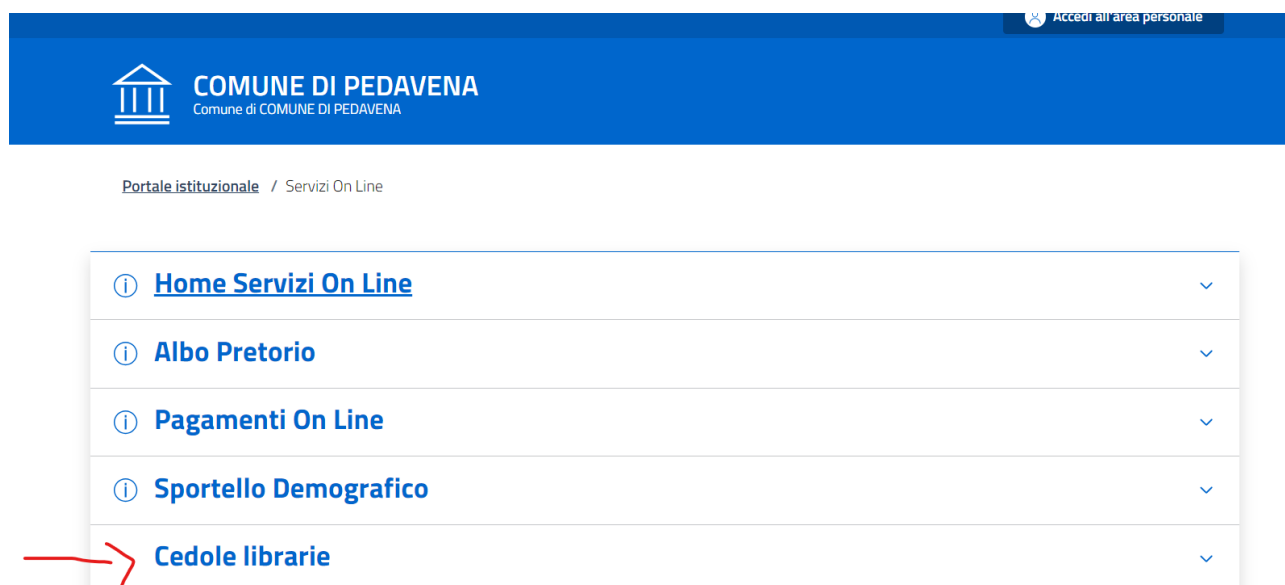 Accedi all'area personale
COMUNE DI PEDAVENA
Comune di COMUNE DI PEDAVENA
Portale istituzionale / Servizi On Line
Home Servizi On Line
Albo Pretorio
Pagamenti On Line
Sportello Demografico
Cedole librarie